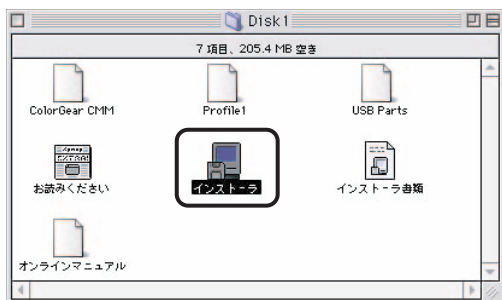 Disk1
7 項目、205.4 MB 空き
ColorGear CMM
Profile1
USB Parts
お読みください
インストーラ
インストーラ書類
オンラインマニュアル